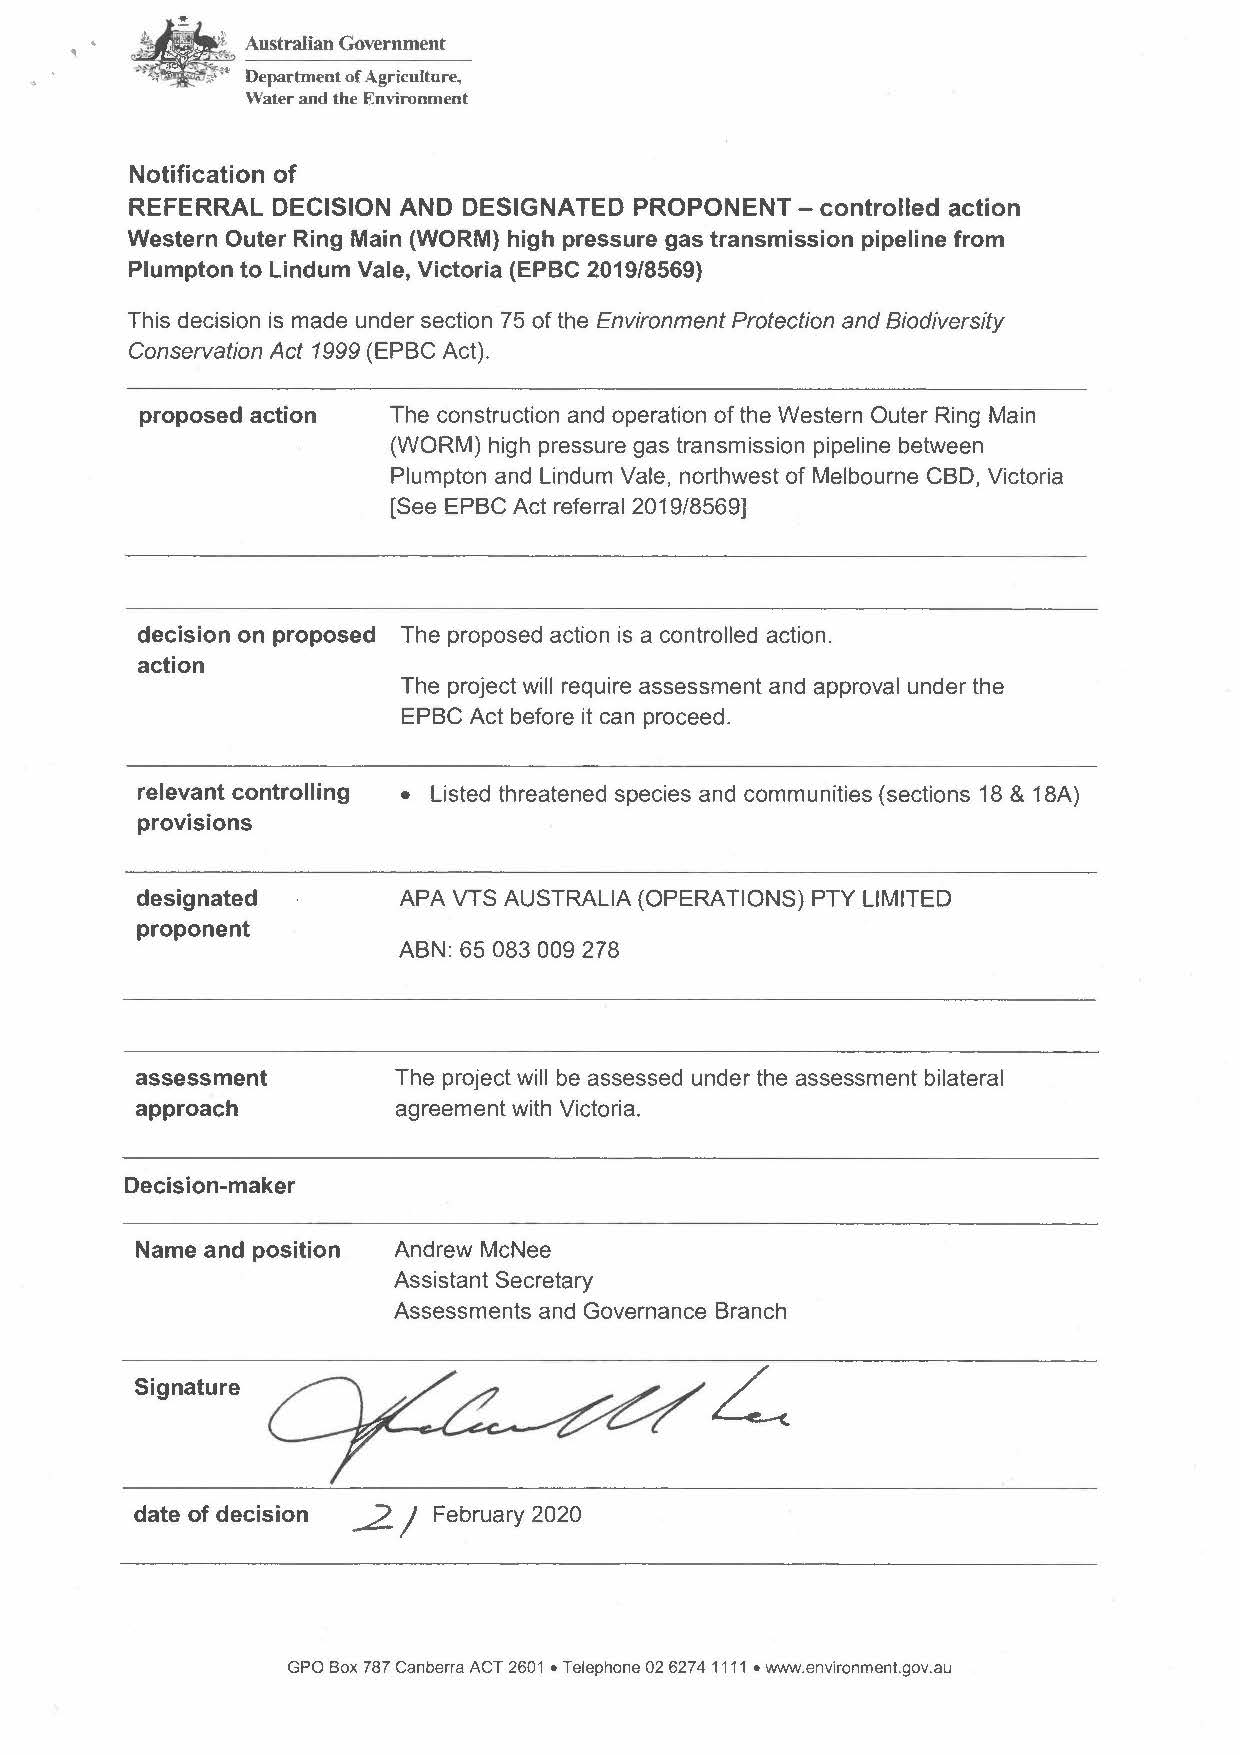 Australian Government
Department of Agriculture,
Water and the Environment
Notification of
REFERRAL DECISION AND DESIGNATED PROPONENT – controlled action
Western Outer Ring Main (WORM) high pressure gas transmission pipeline from
Plumpton to Lindum Vale, Victoria (EPBC 2019/8569)
This decision is made under section 75 of the Environment Protection and Biodiversity
Conservation Act 1999 (EPBC Act).
proposed action The construction and operation of the Western Outer Ring Main
(WORM) high pressure gas transmission pipeline between
Plumpton and Lindum Vale, northwest of Melbourne CBD, Victoria
[See EPBC Act referral 2019/8569]
decision on proposed The proposed action is a controlled action.
action
The project will require assessment and approval under the
EPBC Act before it can proceed.
relevant controlling • Listed threatened species and communities (sections 18 & 18A)
provisions
designated APA VTS AUSTRALIA (OPERATIONS) PTY LIMITED
proponent
ABN: 65 083 009 278
assessment The project will be assessed under the assessment bilateral
approach agreement with Victoria.
Decision-maker
Name and position Andrew McNee
Assistant Secretary
Assessments and Governance Branch
Signature
date of decision 21 February 2020
GPO Box 787 Canberra ACT 2601 • Telephone 02 6274 1111 • www.environment.gov.au